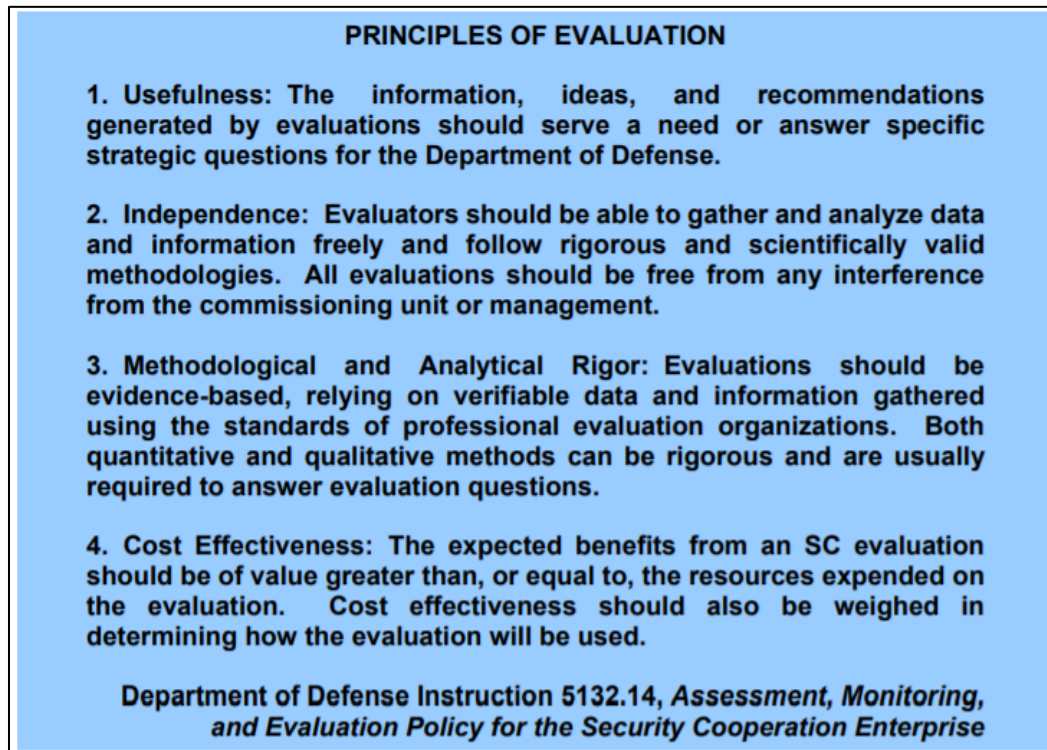 PRINCIPLES OF EVALUATION
1. Usefulness: The information, ideas, and recommendations
generated by evaluations should serve a need or answer specific
strategic questions for the Department of Defense.
2. Independence: Evaluators should be able to gather and analyze data
and information freely and follow rigorous and scientifically valid
methodologies. All evaluations should be free from any interference
from the commissioning unit or management.
3. Methodological and Analytical Rigor: Evaluations should be
evidence-based, relying on verifiable data and information gathered
using the standards of professional evaluation organizations. Both
quantitative and qualitative methods can be rigorous and are usually
required to answer evaluation questions.
4. Cost Effectiveness: The expected benefits from an SC evaluation
should be of value greater than, or equal to, the resources expended on
the evaluation. Cost effectiveness should also be weighed in
determining how the evaluation will be used.
Department of Defense Instruction 5132.14, Assessment, Monitoring,
and Evaluation Policy for the Security Cooperation Enterprise